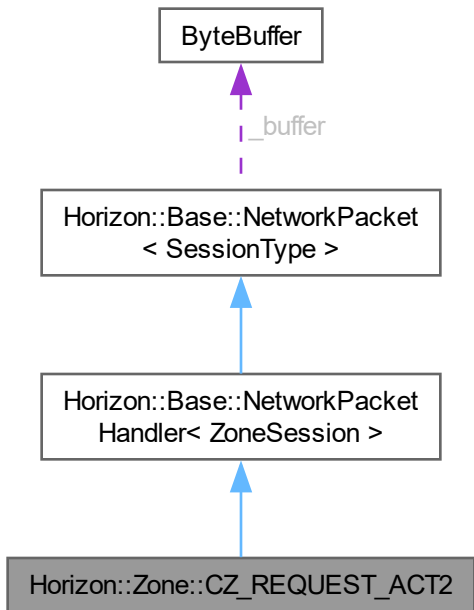 ByteBuffer
_buffer
Horizon::Base::NetworkPacket
< SessionType >
Horizon::Base::NetworkPacket
Handler< ZoneSession >
Horizon::Zone::CZ_REQUEST_ACT2